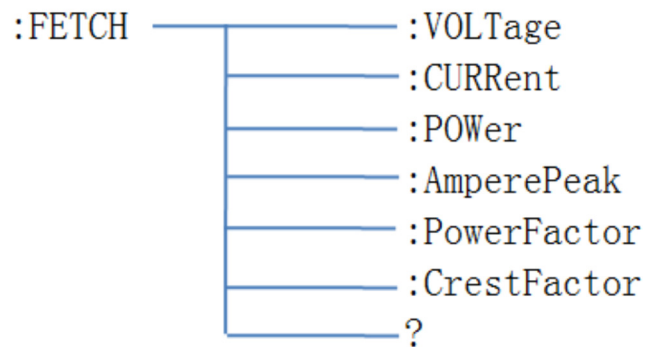 :FETCH :VOLTage
:CURRent
:POWer
:AmperePeak
:PowerFactor
:CrestFactor
?